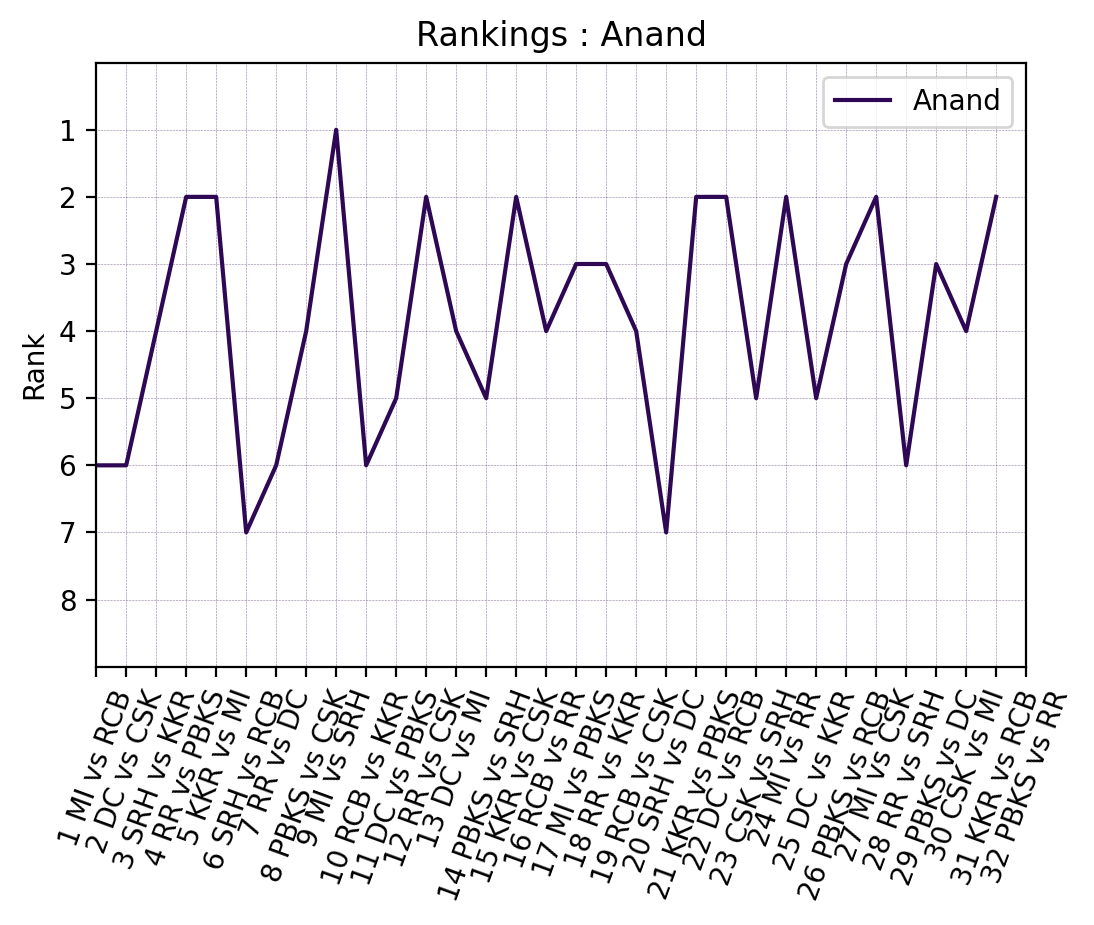 Rankings : Anand
Anand
Rank
1
2
3
4
5
6
7
8
1 MI vs RCB
2 DC vs CSK
3 SRH vs KKR
4 RR vs PBKS
5 KKR vs MI
6 SRH vs RCB
7 RR vs DC
8 PBKS vs CSK
9 MI vs SRH
10 RCB vs KKR
11 DC vs PBKS
12 RR vs CSK
13 DC vs MI
14 PBKS vs SRH
15 KKR vs CSK
16 RCB vs RR
17 MI vs PBKS
18 RR vs KKR
19 RCB vs CSK
20 SRH vs DC
21 KKR vs PBKS
22 DC vs RCB
23 CSK vs SRH
24 MI vs RR
25 DC vs KKR
26 PBKS vs RCB
27 MI vs CSK
28 RR vs SRH
29 PBKS vs DC
30 CSK vs MI
31 KKR vs RCB
32 PBKS vs RR